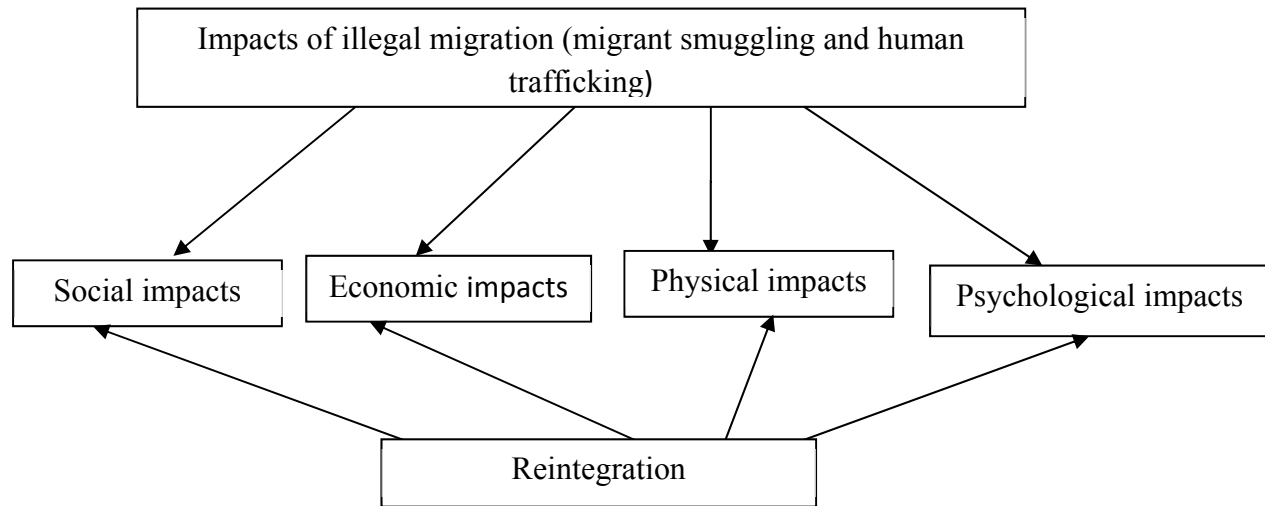 Impacts of illegal migration (migrant smuggling and human
trafficking)
Social impacts
Economic impacts
Physical impacts
Psychological impacts
Reintegration